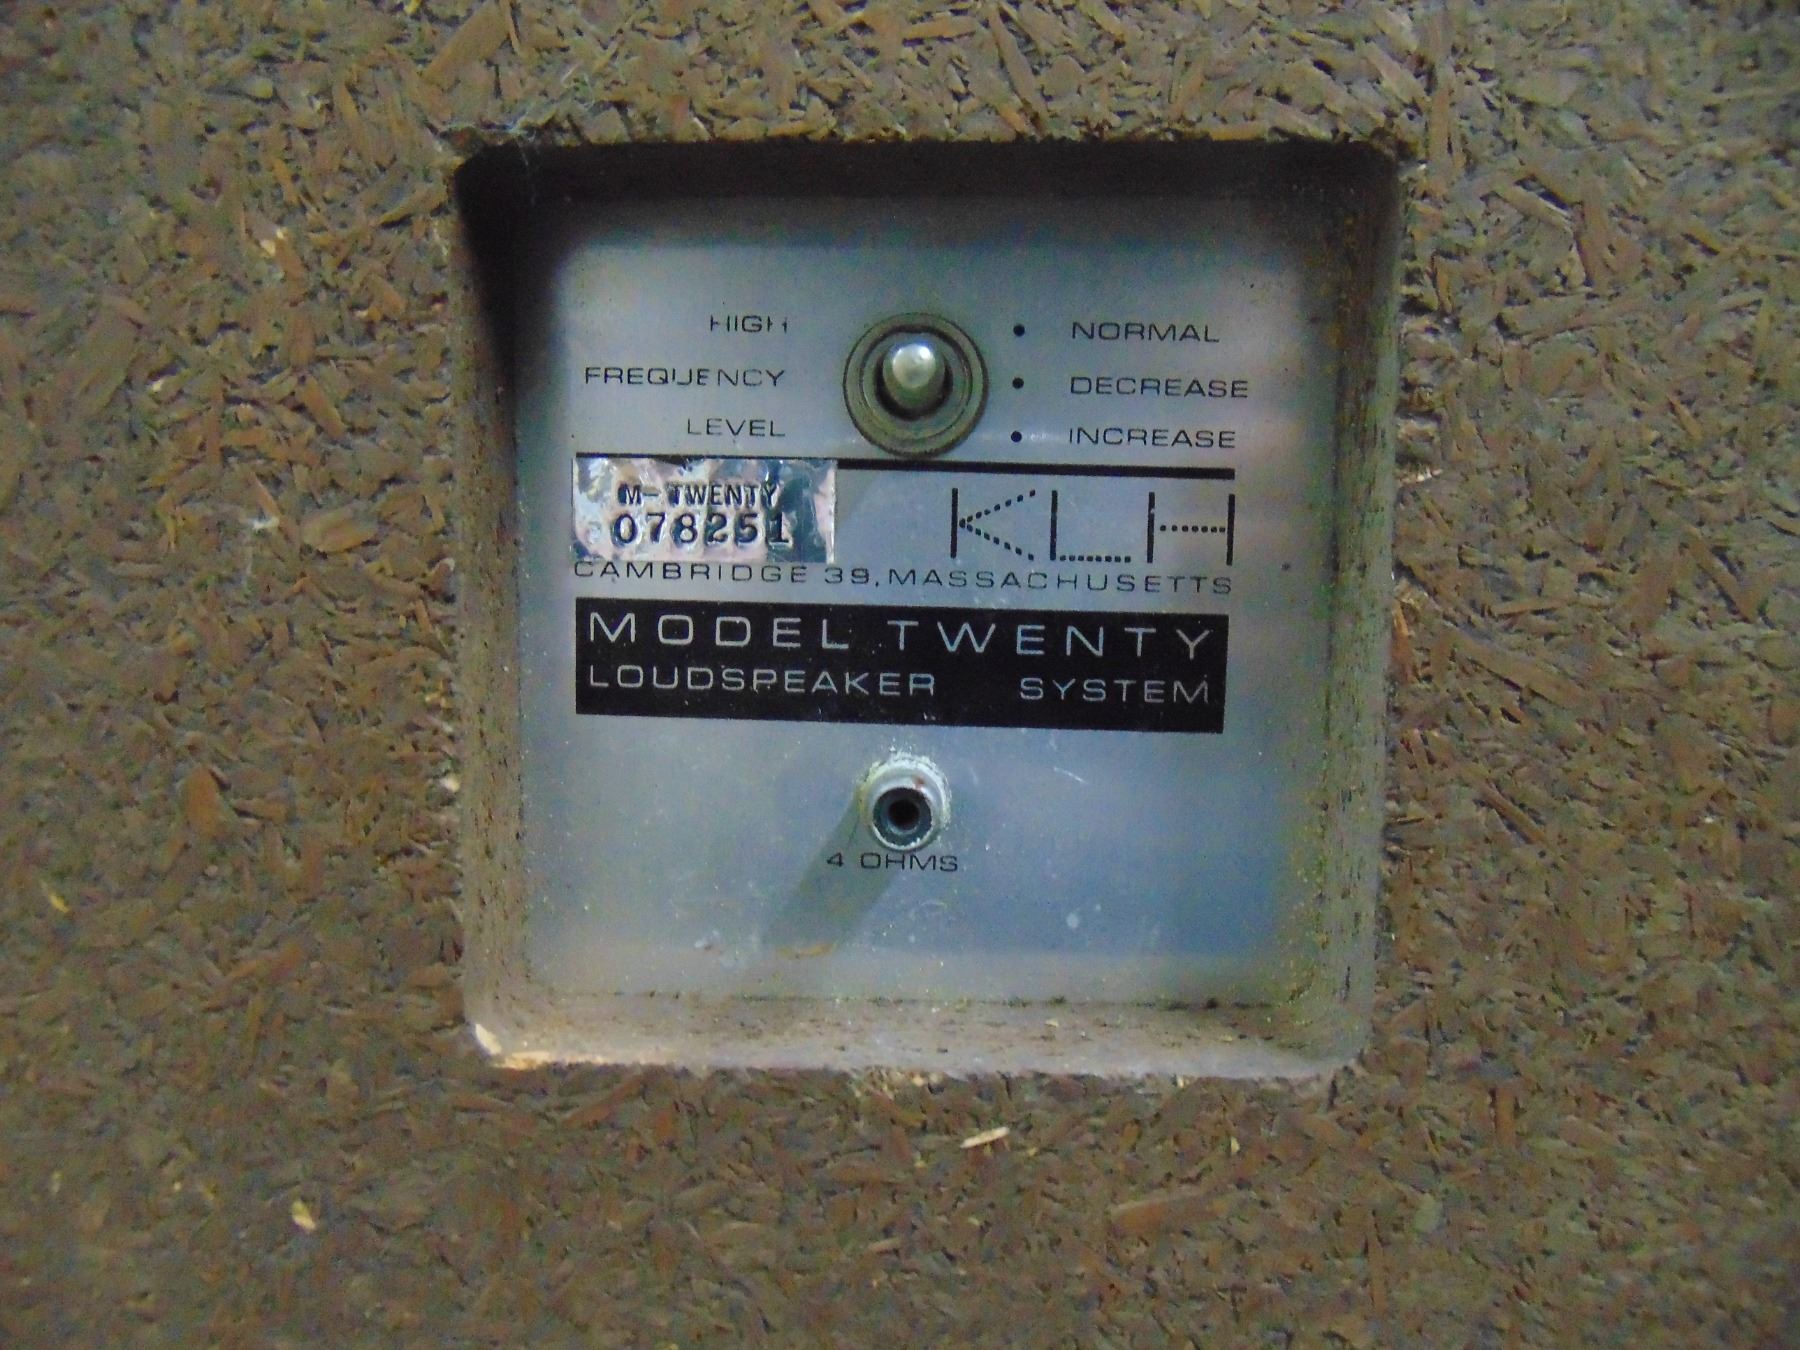 HIGH
NORMAL
FREQUENCY
DECREASE
LEVEL
INCREASE
M-TWENTY
078251
KLH
CAMBRIDGE 39, MASSACHUSETTS
MODEL TWENTY
LOUDSPEAKER SYSTEM
4 OHMS